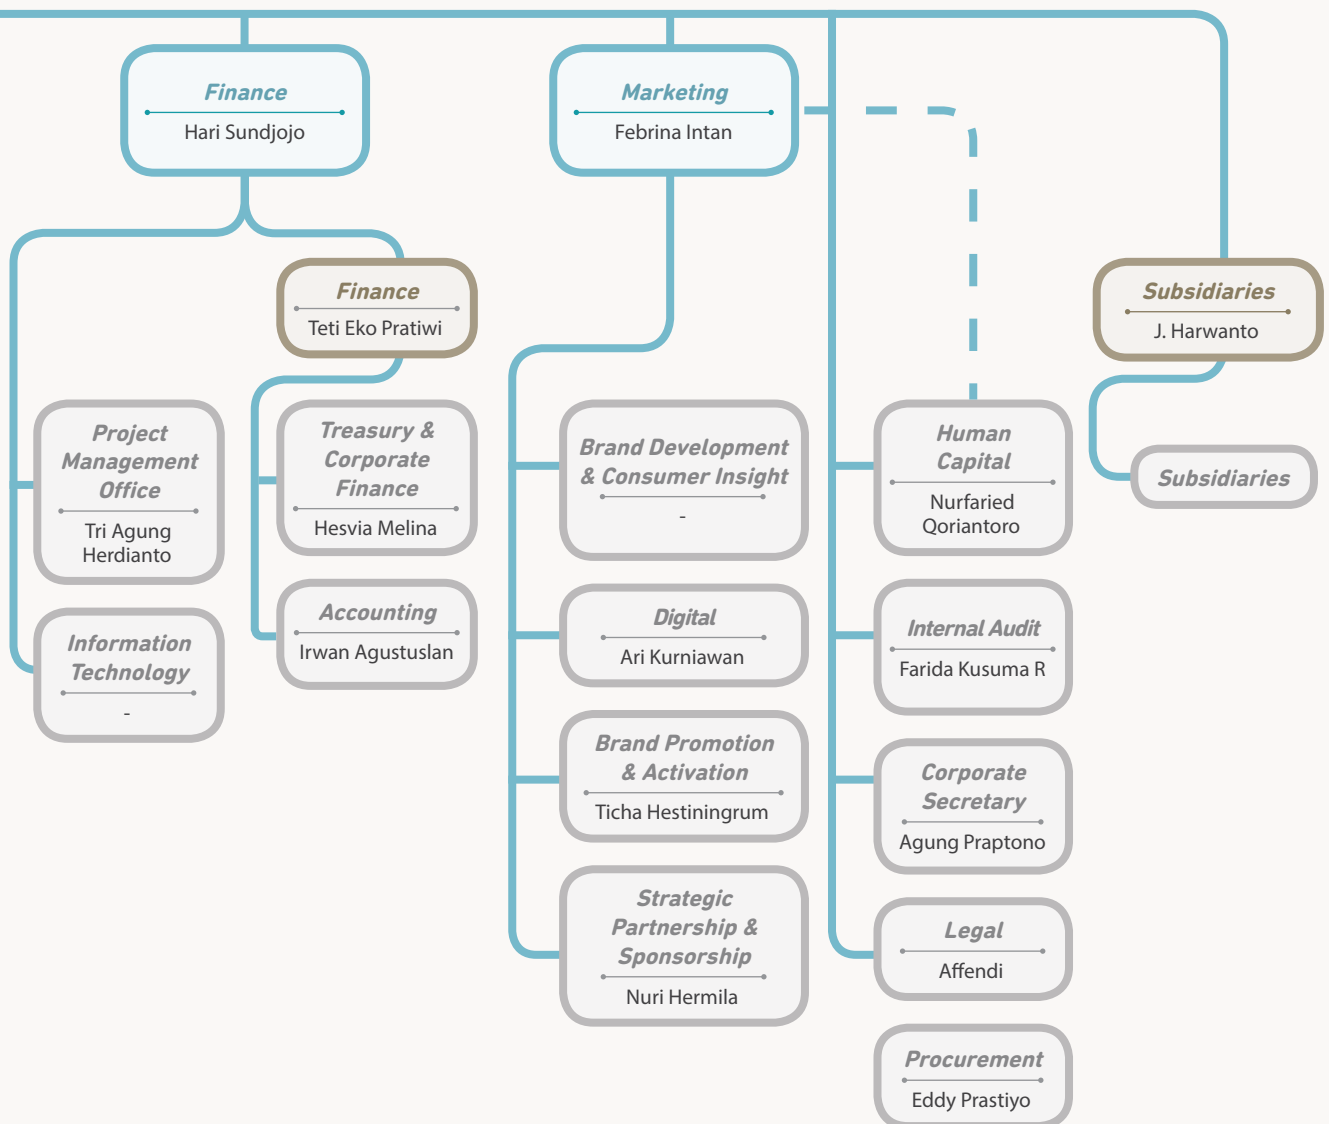 Finance
Hari Sundjojo
Marketing
Febrina Intan
Finance
Teti Eko Pratiwi
Subsidiaries
J. Harwanto
Project
Management
Office
Tri Agung
Herdianto
Treasury &
Corporate
Finance
Hesvia Melina
Brand Development
& Consumer Insight
-
Human
Capital
Nurfaried
Qoriantoro
Subsidiaries
Information
Technology
-
Accounting
Irwan Agustuslan
Digital
Ari Kurniawan
Internal Audit
Farida Kusuma R
Brand Promotion
& Activation
Ticha Hestiningrum
Corporate
Secretary
Agung Praptono
Strategic
Partnership &
Sponsorship
Nuri Hermila
Legal
Affendi
Procurement
Eddy Prastiyo